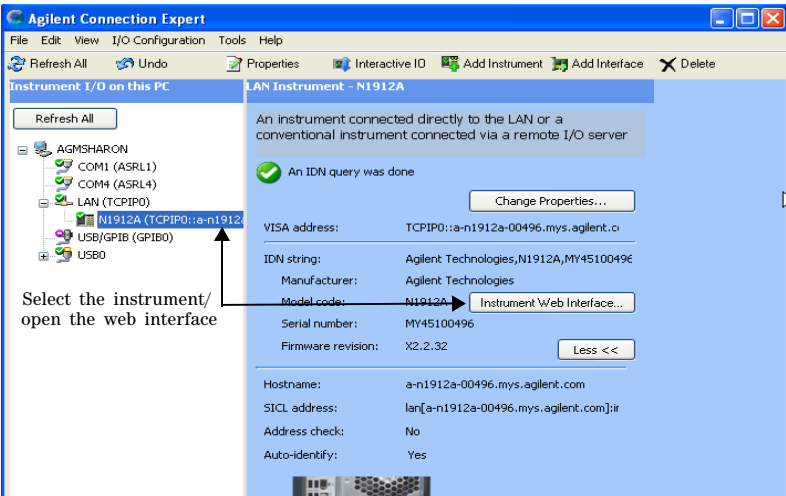 Agilent Connection Expert
File Edit View I/O Configuration Tools Help
Refresh All Undo Properties Interactive IO Add Instrument Add Interface Delete
Instrument I/O on this PC
Refresh All
AGMSHARON
COM1 (ASRL1)
COM4 (ASRL4)
LAN (TCPIP0)
N1912A (TCPIP0::a-n1912a
USB/GPIB (GPIB0)
USB0
Select the instrument/
open the web interface
LAN Instrument - N1912A
An instrument connected directly to the LAN or a
conventional instrument connected via a remote I/O server
An IDN query was done
Change Properties...
VISA address: TCPIP0::a-n1912a-00496.mys.agilent.co
IDN string: Agilent Technologies,N1912A,MY45100496
Manufacturer: Agilent Technologies
Model code: N1912A Instrument Web Interface...
Serial number: MY45100496
Firmware revision: X2.2.32
Less <<
Hostname: a-n1912a-00496.mys.agilent.com
SICL address: lan[a-n1912a-00496.mys.agilent.com]:ir
Address check: No
Auto-identify: Yes